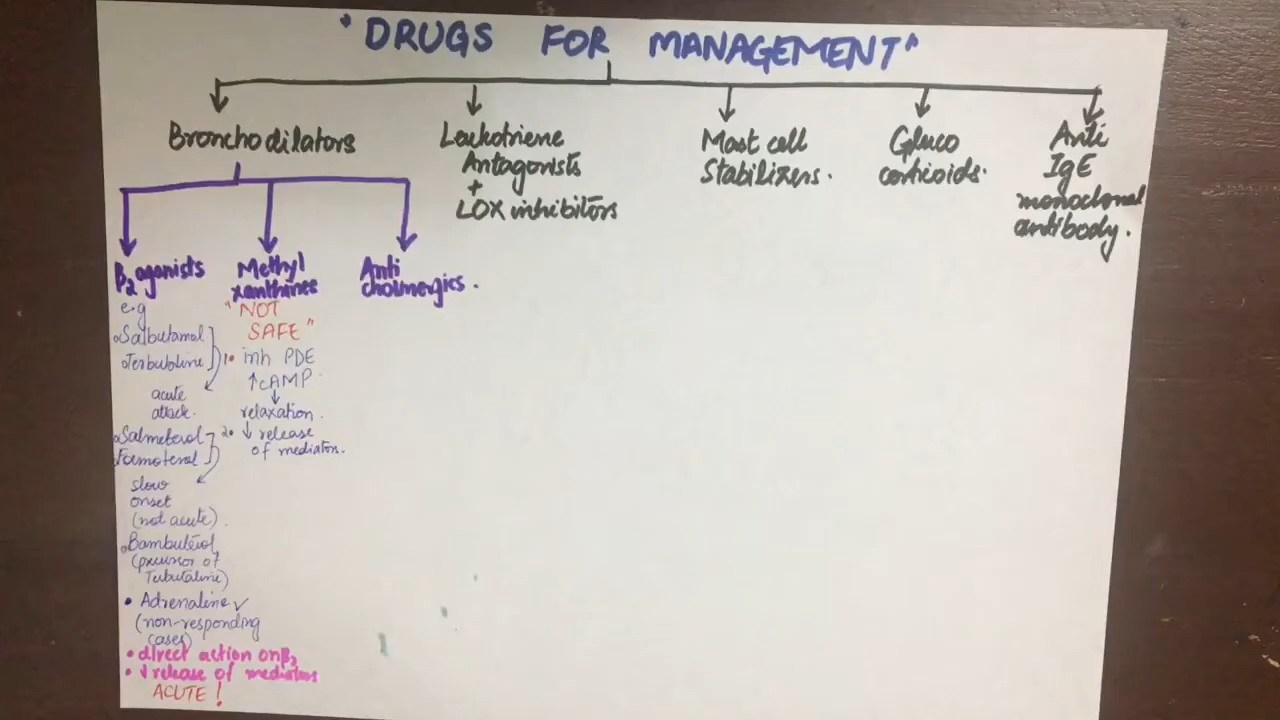 "DRUGS FOR MANAGEMENT"
Bronchodilators
Leukotriene
Antagonists
+
LOX inhibitors
Mast cell
Stabilizers.
Gluco
corticoids.
Anti
IgE
monoclonal
antibody.
β2 agonists
e.g
Salbutamol
Terbutaline
acute
attack.
Salmeterol
Formoterol
slow
onset
(not acute).
Bambuterol
(precursor of
Terbutaline)
• Adrenaline ✓
(non-responding
cases)
• direct action on β2
• ↓ release of mediators
ACUTE !
Methyl
xanthines
"NOT
SAFE"
1• inh PDE
↑cAMP
↓
relaxation.
2• ↓ release
of mediators.
Anti
cholinergics.